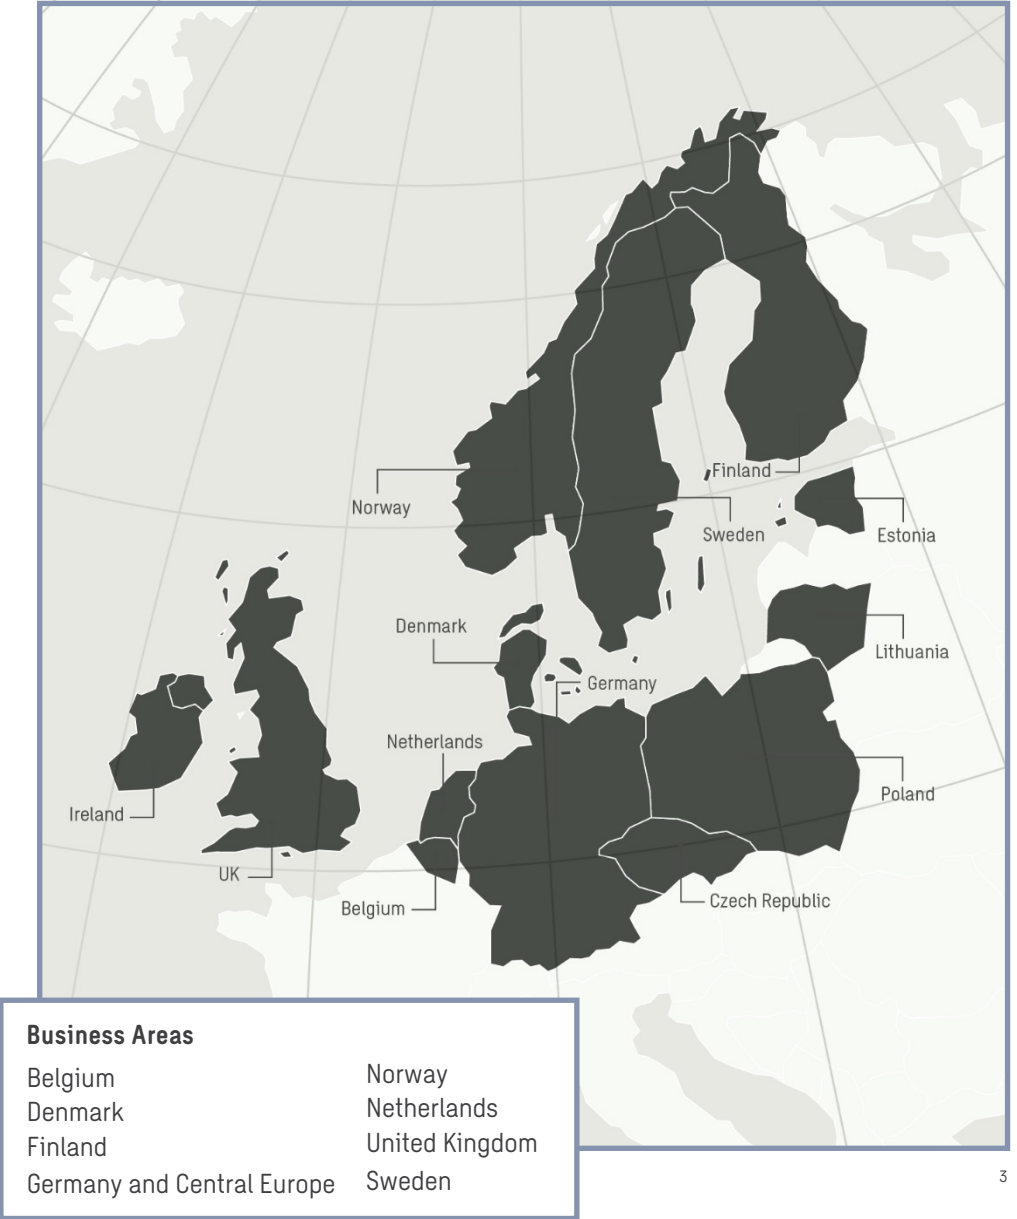 Finland
Norway
Sweden
Estonia
Denmark
Lithuania
Germany
Netherlands
Poland
Ireland
UK
Belgium
Czech Republic
Business Areas
Belgium
Denmark
Finland
Germany and Central Europe
Norway
Netherlands
United Kingdom
Sweden
3